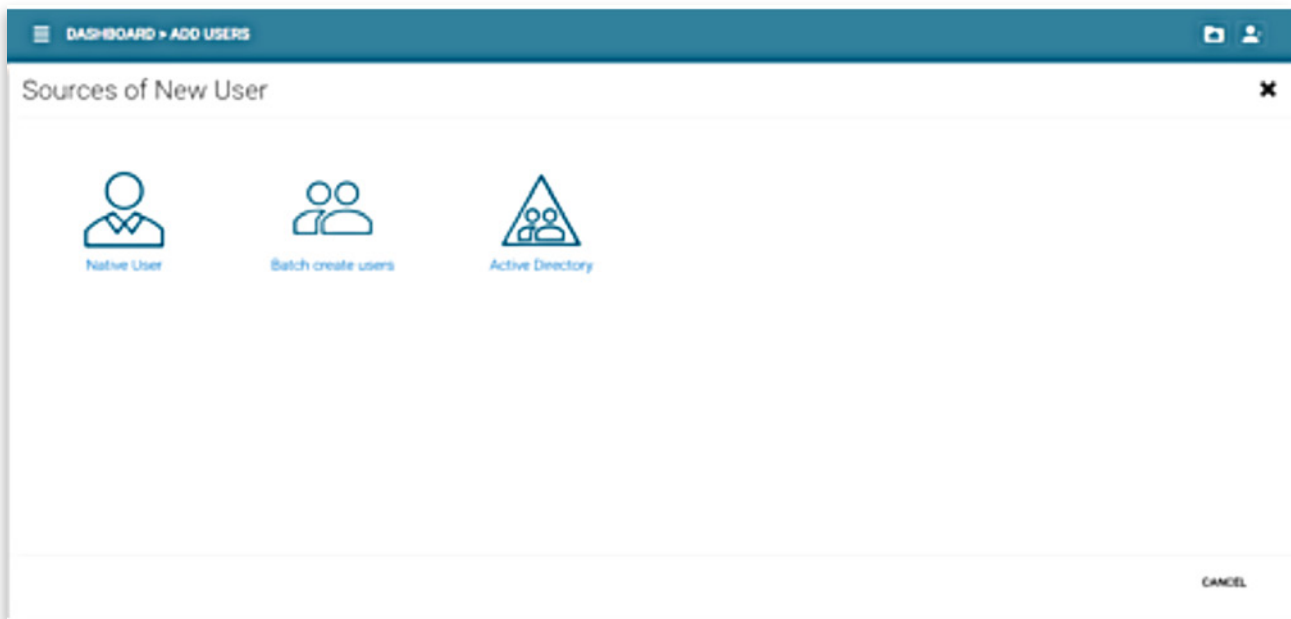 DASHBOARD > ADD USERS
Sources of New User
Native User
Batch create users
Active Directory
CANCEL